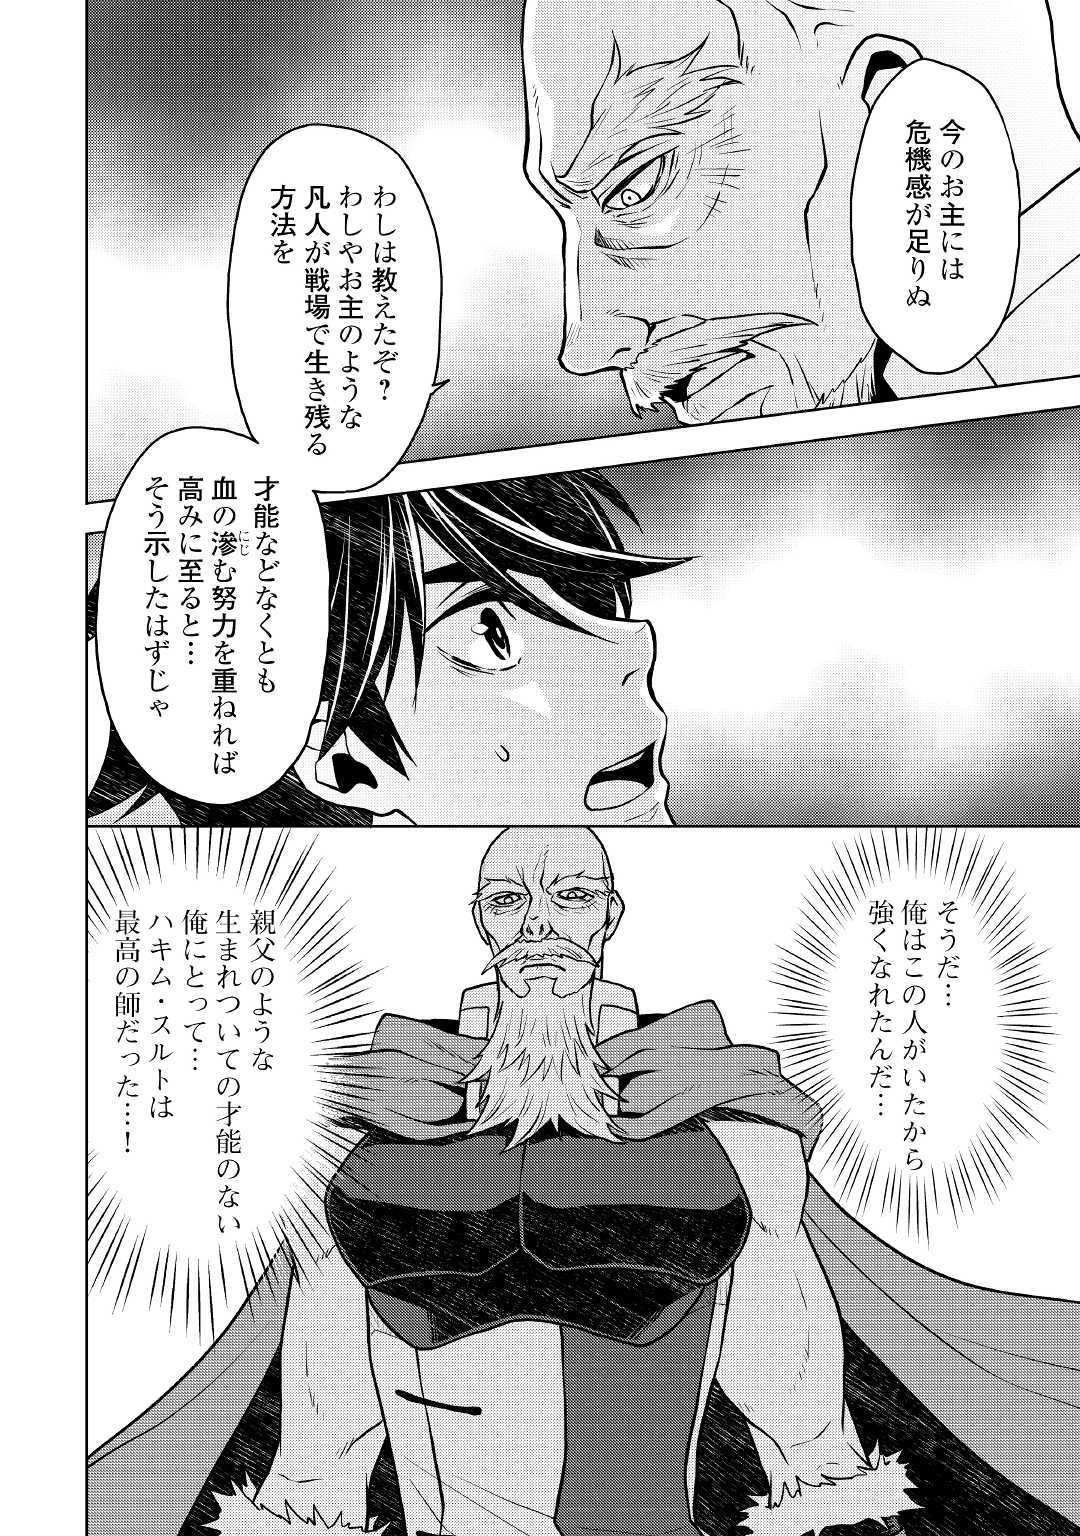 今のお主には
危機感が足りぬ
わしは教えたぞ？
わしやお主のような
凡人が戦場で生き残る
方法を
才能などなくとも
血の滲む努力を重ねれば
にじ
高みに至ると…
そう示したはずじゃ
そうだ…
俺はこの人がいたから
強くなれたんだ…
親父のような
生まれついての才能のない
俺にとって…
ハキム・スルトは
最高の師だった…！